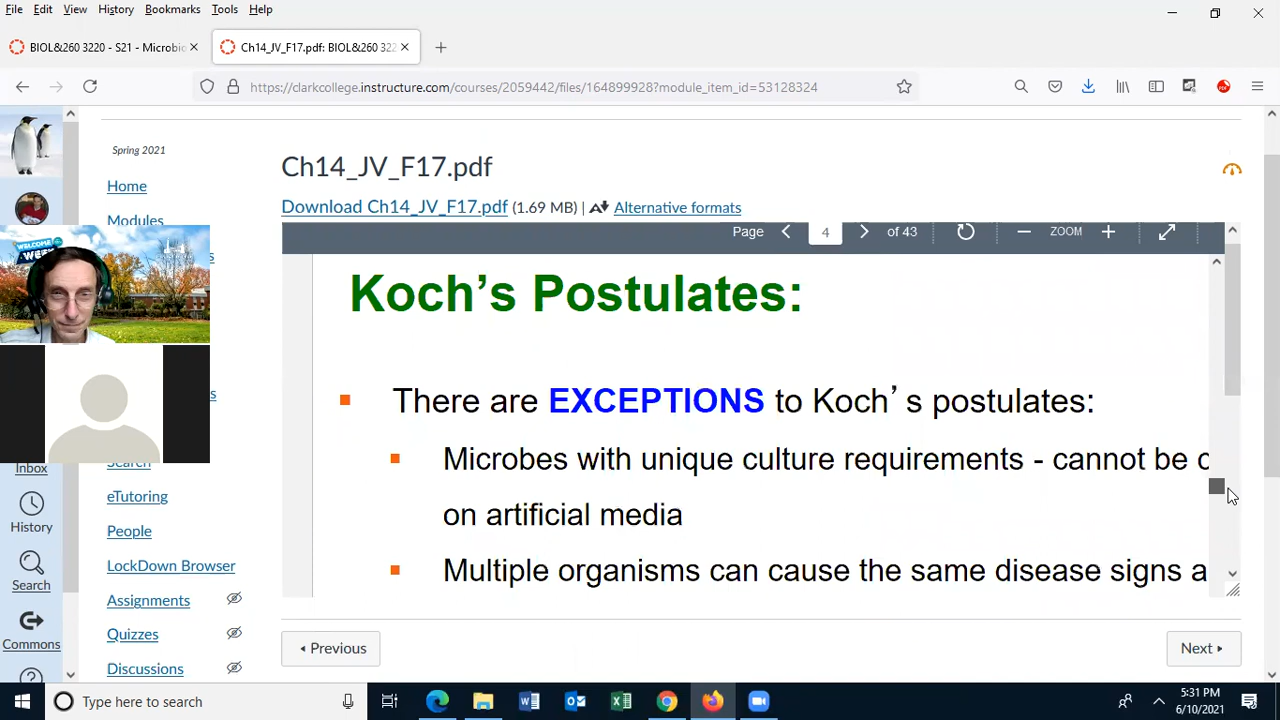 File Edit View History Bookmarks Tools Help
BIOL&260 3220 - S21 - Microbio
Ch14_JV_F17.pdf: BIOL&260 322
https://clarkcollege.instructure.com/courses/2059442/files/164899928?module_item_id=53128324
Spring 2021
Home
Modules
Search
eTutoring
People
LockDown Browser
Assignments
Quizzes
Discussions
Inbox
History
Search
Commons
WELCOME
WEEK
Ch14_JV_F17.pdf
Download Ch14_JV_F17.pdf (1.69 MB) | Alternative formats
Page 4 of 43 ZOOM
Koch's Postulates:
There are EXCEPTIONS to Koch's postulates:
Microbes with unique culture requirements - cannot be c
on artificial media
Multiple organisms can cause the same disease signs a
Previous
Next
Type here to search
5:31 PM
6/10/2021